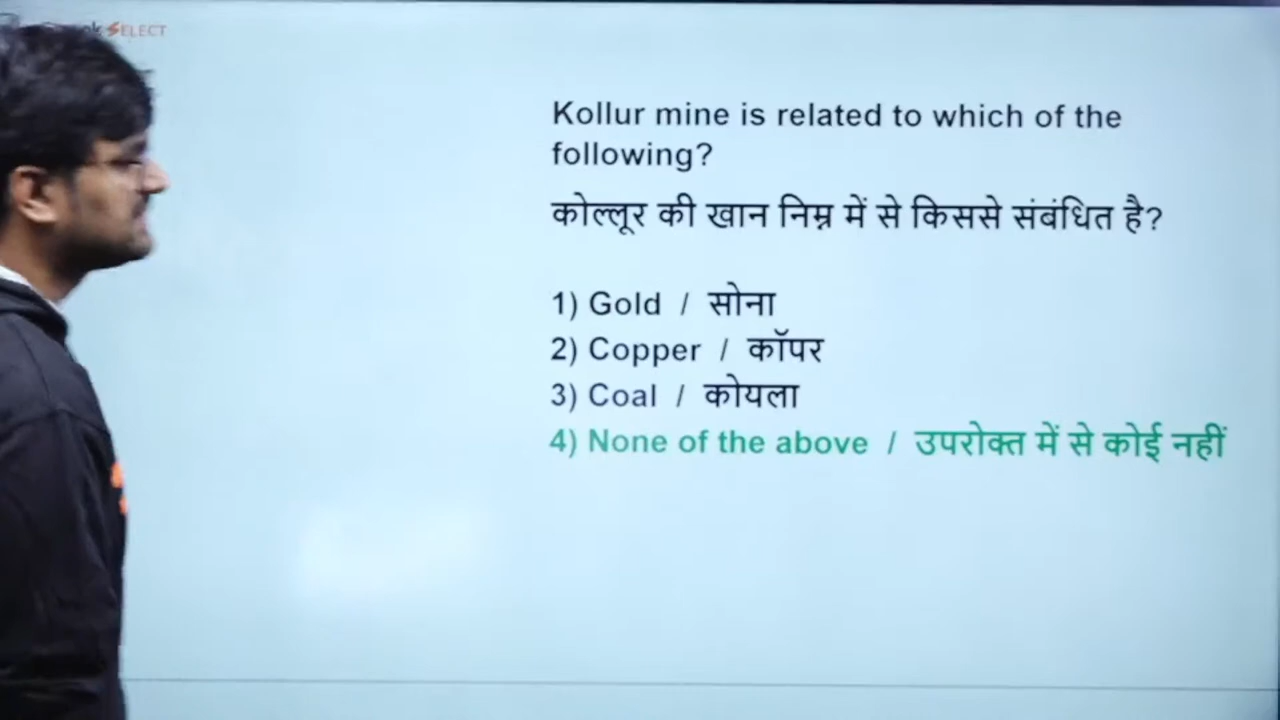 SELECT
Kollur mine is related to which of the
following?
कोल्लूर की खान निम्न में से किससे संबंधित है?
1) Gold / सोना
2) Copper / कॉपर
3) Coal / कोयला
4) None of the above / उपरोक्त में से कोई नहीं